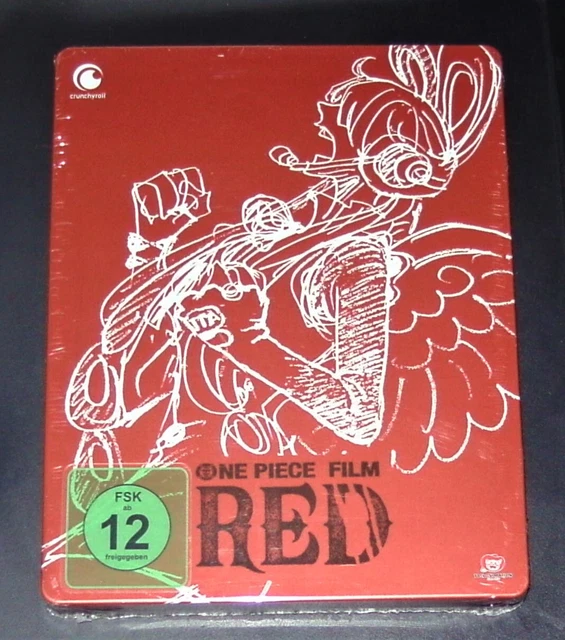 crunchyroll
ONE PIECE FILM
RED
FSK
ab
12
freigegeben